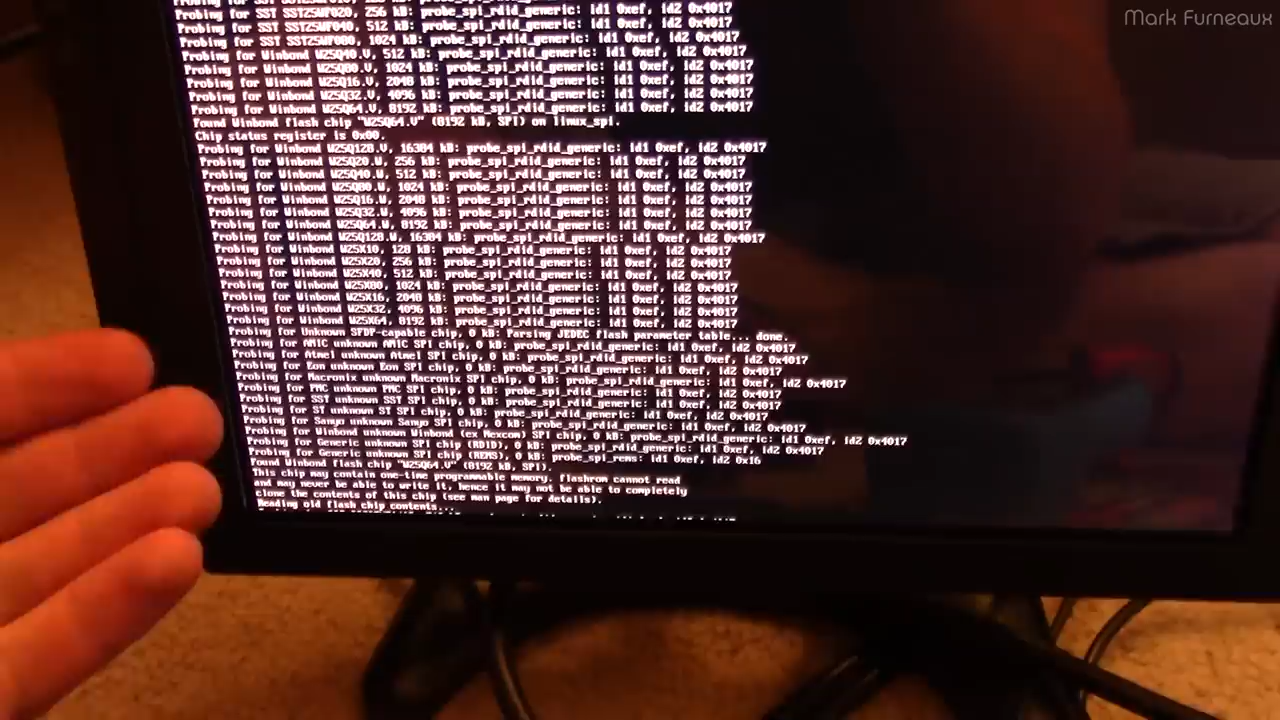 Mark Furneaux
Probing for SST SST25WF020, 256 kB: probe_spi_rdid_generic: id1 0xef, id2 0x4017
Probing for SST SST25WF040, 512 kB: probe_spi_rdid_generic: id1 0xef, id2 0x4017
Probing for SST SST25WF080, 1024 kB: probe_spi_rdid_generic: id1 0xef, id2 0x4017
Probing for Winbond W25Q40.V, 512 kB: probe_spi_rdid_generic: id1 0xef, id2 0x4017
Probing for Winbond W25Q80.V, 1024 kB: probe_spi_rdid_generic: id1 0xef, id2 0x4017
Probing for Winbond W25Q16.V, 2048 kB: probe_spi_rdid_generic: id1 0xef, id2 0x4017
Probing for Winbond W25Q32.V, 4096 kB: probe_spi_rdid_generic: id1 0xef, id2 0x4017
Probing for Winbond W25Q64.V, 8192 kB: probe_spi_rdid_generic: id1 0xef, id2 0x4017
Found Winbond flash chip "W25Q64.V" (8192 kB, SPI) on linux_spi.
Chip status register is 0x00.
Probing for Winbond W25Q128.V, 16384 kB: probe_spi_rdid_generic: id1 0xef, id2 0x4017
Probing for Winbond W25Q20.W, 256 kB: probe_spi_rdid_generic: id1 0xef, id2 0x4017
Probing for Winbond W25Q40.W, 512 kB: probe_spi_rdid_generic: id1 0xef, id2 0x4017
Probing for Winbond W25Q80.W, 1024 kB: probe_spi_rdid_generic: id1 0xef, id2 0x4017
Probing for Winbond W25Q16.W, 2048 kB: probe_spi_rdid_generic: id1 0xef, id2 0x4017
Probing for Winbond W25Q32.W, 4096 kB: probe_spi_rdid_generic: id1 0xef, id2 0x4017
Probing for Winbond W25Q64.W, 8192 kB: probe_spi_rdid_generic: id1 0xef, id2 0x4017
Probing for Winbond W25Q128.W, 16384 kB: probe_spi_rdid_generic: id1 0xef, id2 0x4017
Probing for Winbond W25X10, 128 kB: probe_spi_rdid_generic: id1 0xef, id2 0x4017
Probing for Winbond W25X20, 256 kB: probe_spi_rdid_generic: id1 0xef, id2 0x4017
Probing for Winbond W25X40, 512 kB: probe_spi_rdid_generic: id1 0xef, id2 0x4017
Probing for Winbond W25X80, 1024 kB: probe_spi_rdid_generic: id1 0xef, id2 0x4017
Probing for Winbond W25X16, 2048 kB: probe_spi_rdid_generic: id1 0xef, id2 0x4017
Probing for Winbond W25X32, 4096 kB: probe_spi_rdid_generic: id1 0xef, id2 0x4017
Probing for Winbond W25X64, 8192 kB: probe_spi_rdid_generic: id1 0xef, id2 0x4017
Probing for Unknown SFDP-capable chip, 0 kB: Parsing JEDEC flash parameter table... done.
Probing for AMIC unknown AMIC SPI chip, 0 kB: probe_spi_rdid_generic: id1 0xef, id2 0x4017
Probing for Atmel unknown Atmel SPI chip, 0 kB: probe_spi_rdid_generic: id1 0xef, id2 0x4017
Probing for Eon unknown Eon SPI chip, 0 kB: probe_spi_rdid_generic: id1 0xef, id2 0x4017
Probing for Macronix unknown Macronix SPI chip, 0 kB: probe_spi_rdid_generic: id1 0xef, id2 0x4017
Probing for PMC unknown PMC SPI chip, 0 kB: probe_spi_rdid_generic: id1 0xef, id2 0x4017
Probing for SST unknown SST SPI chip, 0 kB: probe_spi_rdid_generic: id1 0xef, id2 0x4017
Probing for ST unknown ST SPI chip, 0 kB: probe_spi_rdid_generic: id1 0xef, id2 0x4017
Probing for Sanyo unknown Sanyo SPI chip, 0 kB: probe_spi_rdid_generic: id1 0xef, id2 0x4017
Probing for Winbond unknown Winbond (ex Nexcom) SPI chip, 0 kB: probe_spi_rdid_generic: id1 0xef, id2 0x4017
Probing for Generic unknown SPI chip (RDID), 0 kB: probe_spi_rdid_generic: id1 0xef, id2 0x4017
Probing for Generic unknown SPI chip (REMS), 0 kB: probe_spi_rems: id1 0xef, id2 0x16
Found Winbond flash chip "W25Q64.V" (8192 kB, SPI).
This chip may contain one-time programmable memory. flashrom cannot read
and may never be able to write it, hence it may not be able to completely
clone the contents of this chip (see man page for details).
Reading old flash chip contents...